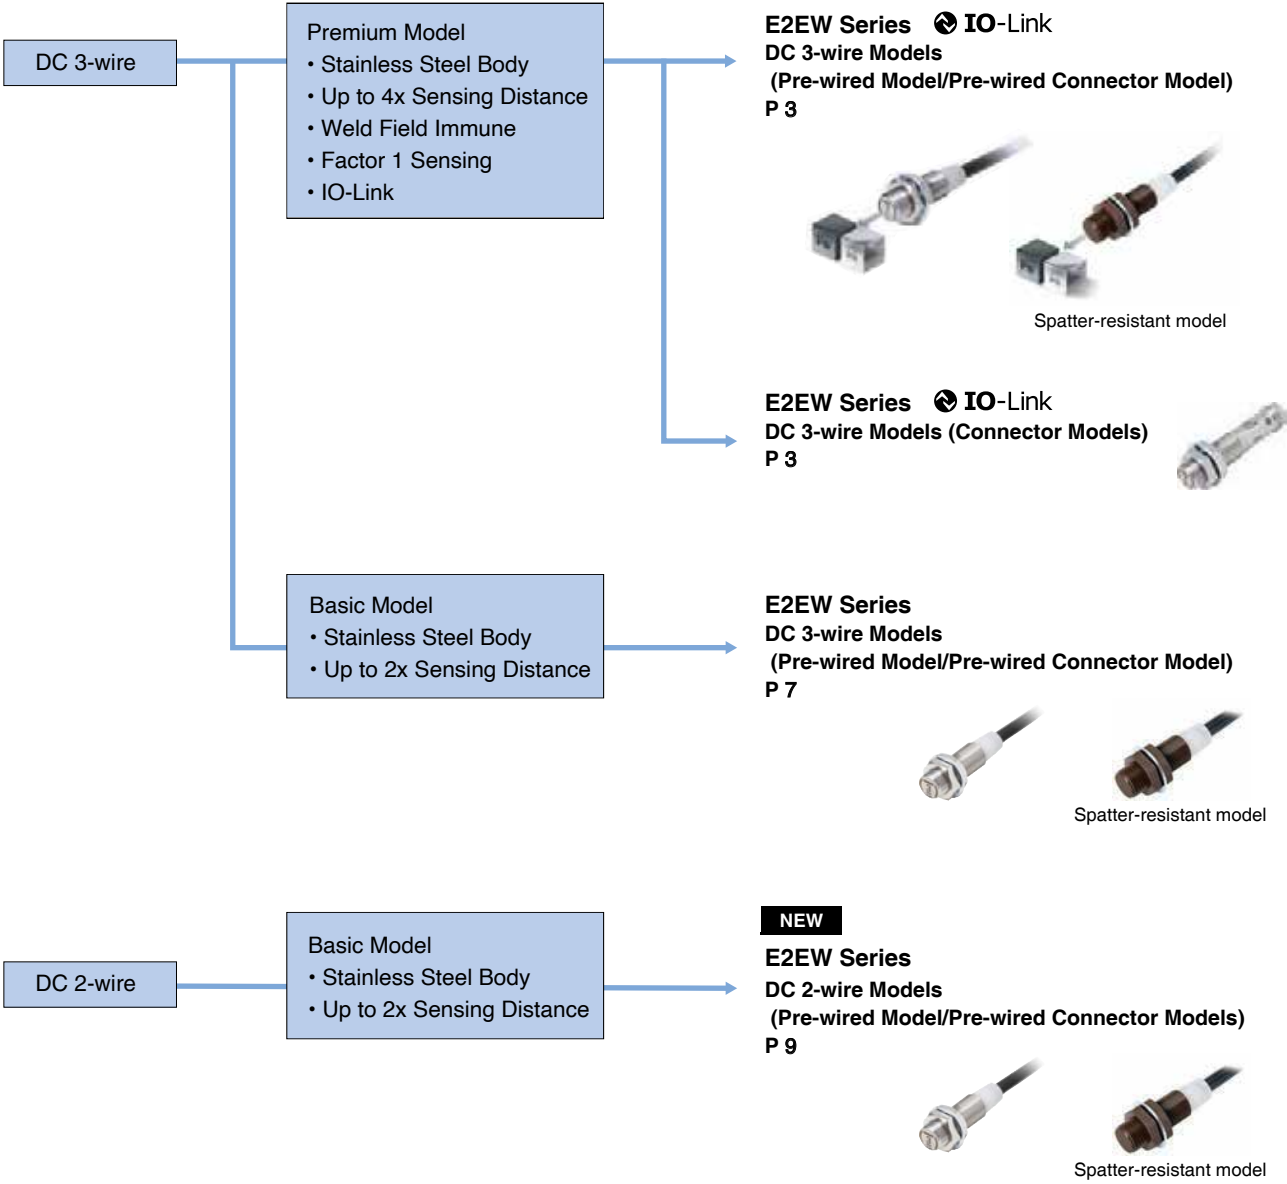 DC 3-wire
Premium Model
• Stainless Steel Body
• Up to 4x Sensing Distance
• Weld Field Immune
• Factor 1 Sensing
• IO-Link
E2EW Series IO-Link
DC 3-wire Models
(Pre-wired Model/Pre-wired Connector Model)
P 3
Spatter-resistant model
E2EW Series IO-Link
DC 3-wire Models (Connector Models)
P 3
Basic Model
• Stainless Steel Body
• Up to 2x Sensing Distance
E2EW Series
DC 3-wire Models
(Pre-wired Model/Pre-wired Connector Model)
P 7
Spatter-resistant model
DC 2-wire
Basic Model
• Stainless Steel Body
• Up to 2x Sensing Distance
NEW
E2EW Series
DC 2-wire Models
(Pre-wired Model/Pre-wired Connector Models)
P 9
Spatter-resistant model